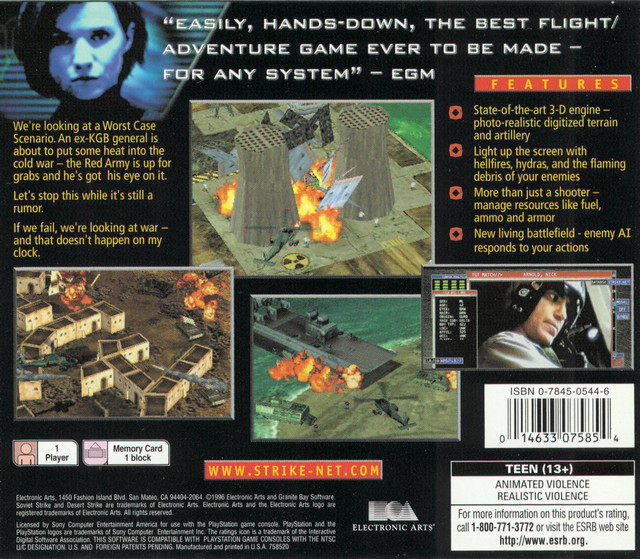 “EASILY, HANDS-DOWN, THE BEST FLIGHT/
ADVENTURE GAME EVER TO BE MADE –
FOR ANY SYSTEM” – EGM
FEATURES
State-of-the-art 3-D engine –
photo-realistic digitized terrain
and artillery
Light up the screen with
hellfires, hydras, and the flaming
debris of your enemies
More than just a shooter –
manage resources like fuel,
ammo and armor
New living battlefield - enemy AI
responds to your actions
We're looking at a Worst Case
Scenario. An ex-KGB general is
about to put some heat into the
cold war – the Red Army is up for
grabs and he's got his eye on it.
Let's stop this while it's still a
rumor.
If we fail, we're looking at war –
and that doesn't happen on my
clock.
TGT MATCH//>
ARNOLD, NICK
ISBN 0-7845-0544-6
0 14633 07585 4
1
Player
Memory Card
1 block
WWW.STRIKE-NET.COM
TEEN (13+)
ANIMATED VIOLENCE
REALISTIC VIOLENCE
For more information on this product's rating,
call 1-800-771-3772 or visit the ESRB web site
http://www.esrb.org.
Electronic Arts, 1450 Fashion Island Blvd. San Mateo, CA 94404-2064. ©1996 Electronic Arts and Granite Bay Software.
Soviet Strike and Desert Strike are trademarks of Electronic Arts. Electronic Arts and the Electronic Arts logo are
registered trademarks of Electronic Arts. All rights reserved.
Licensed by Sony Computer Entertainment America for use with the PlayStation game console. PlayStation and the
PlayStation logos are trademarks of Sony Computer Entertainment Inc. The ratings icon is a trademark of the Interactive
Digital Software Association. THIS SOFTWARE IS COMPATIBLE WITH PLAYSTATION GAME CONSOLES WITH THE NTSC
U/C DESIGNATION. U.S. AND FOREIGN PATENTS PENDING. Manufactured and printed in U.S.A. 758520
ELECTRONIC ARTS®